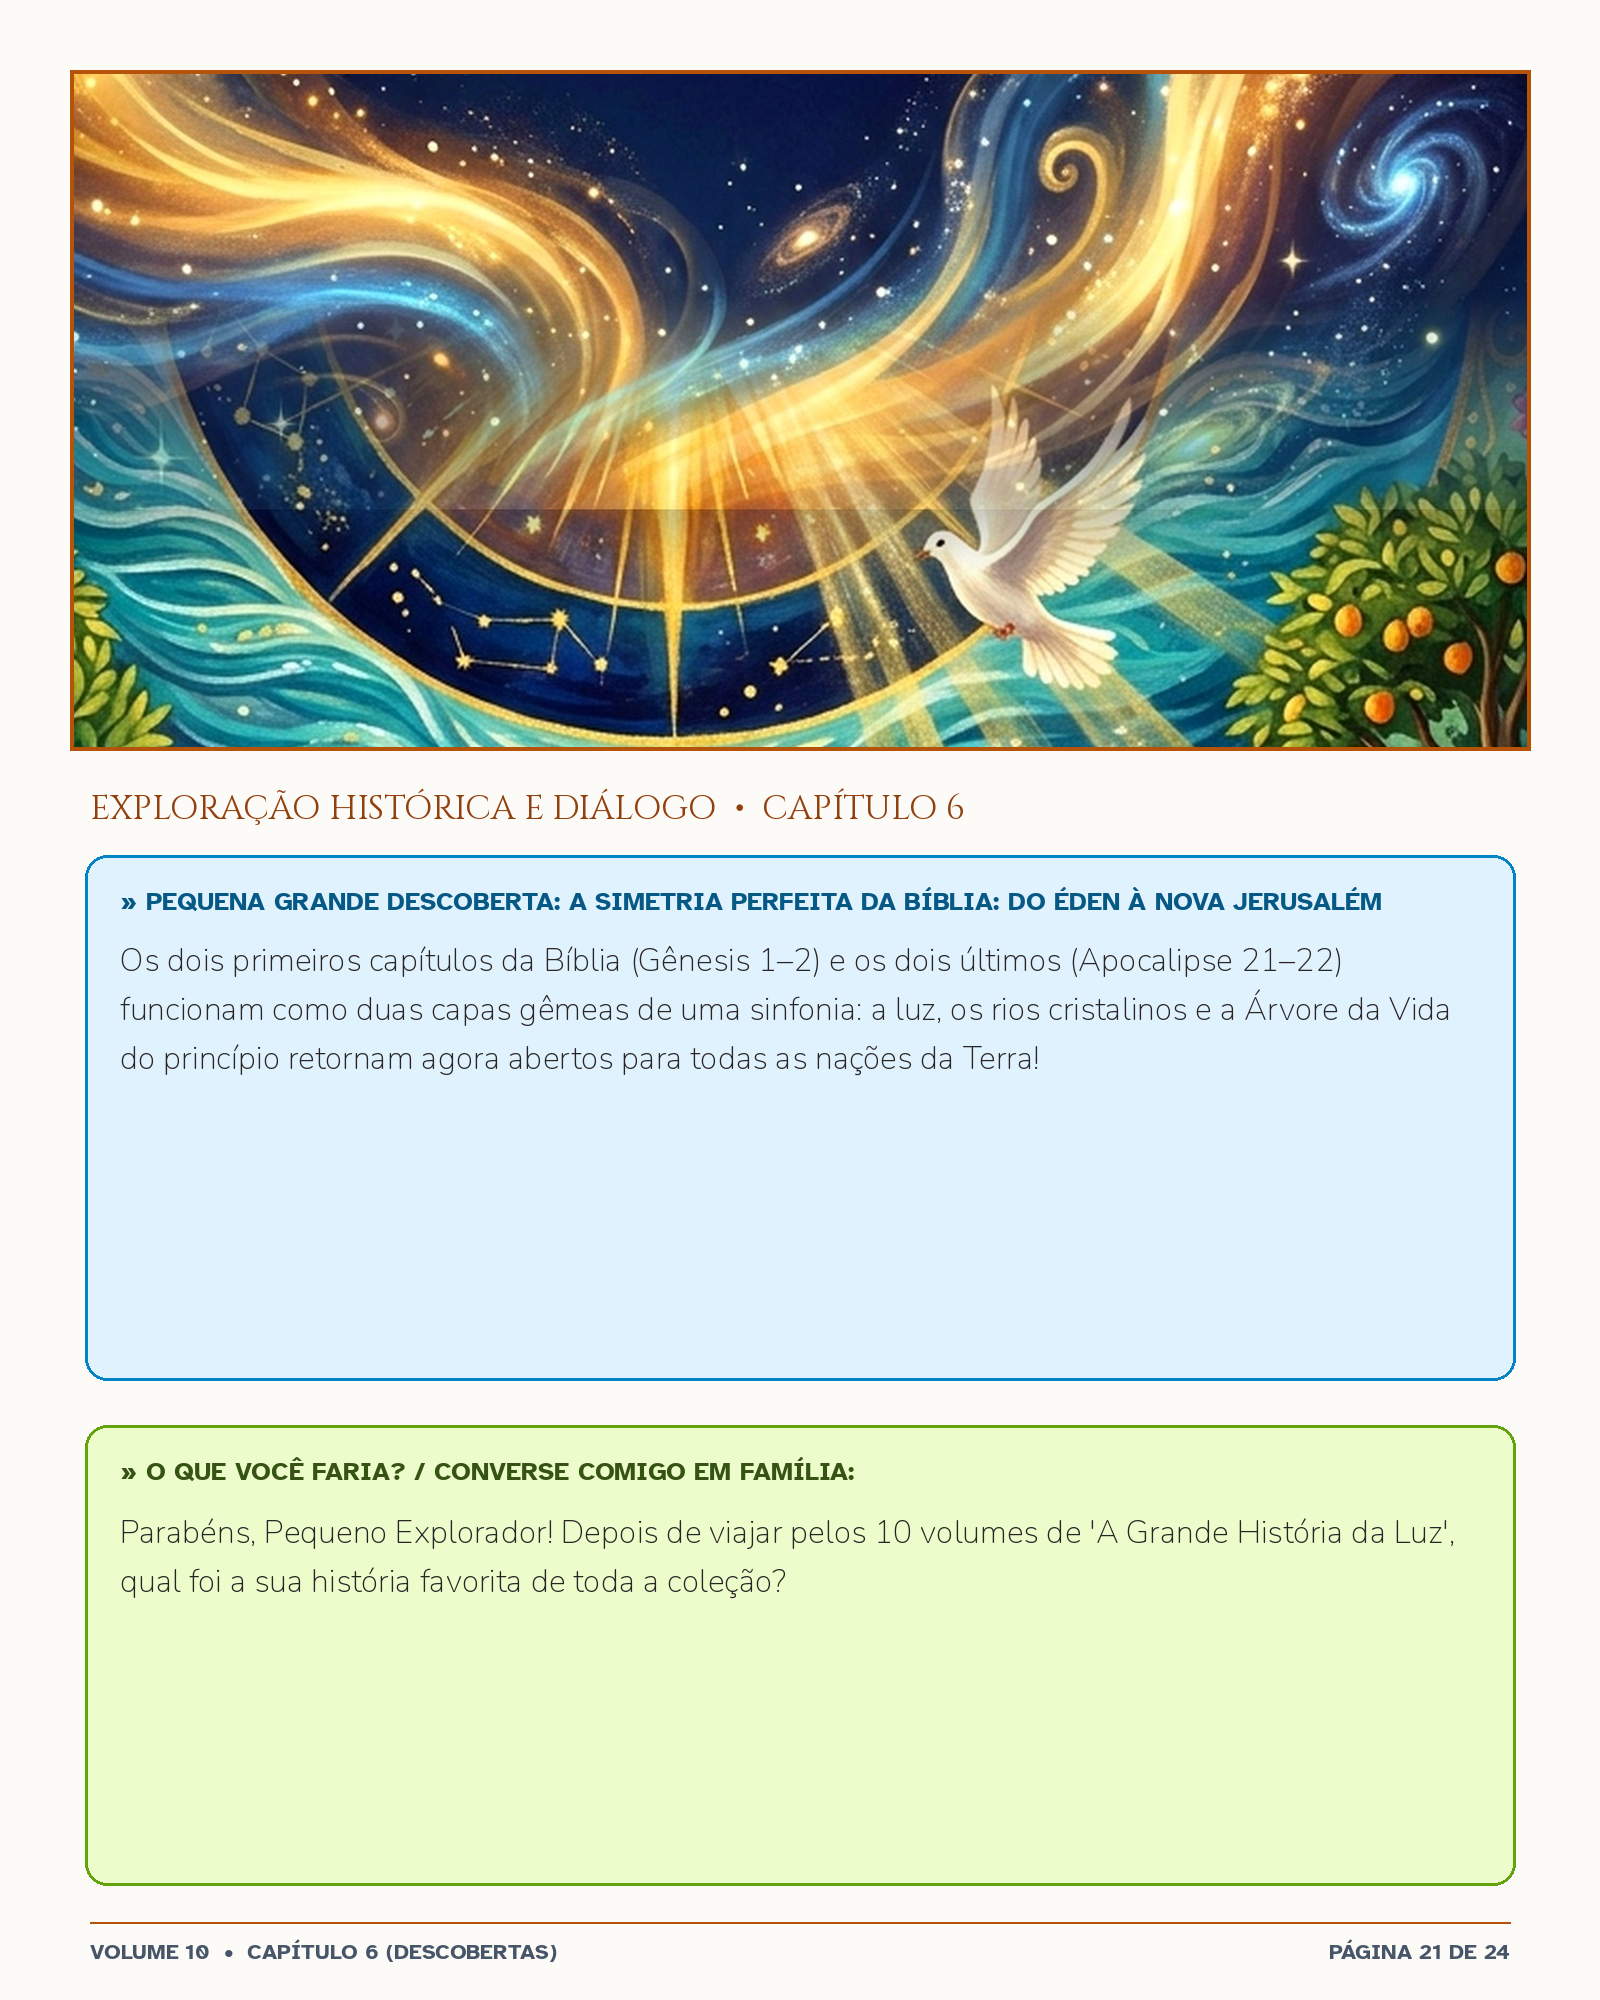 EXPLORAÇÃO HISTÓRICA E DIÁLOGO • CAPÍTULO 6
» PEQUENA GRANDE DESCOBERTA: A SIMETRIA PERFEITA DA BÍBLIA: DO ÉDEN À NOVA JERUSALÉM
Os dois primeiros capítulos da Bíblia (Gênesis 1–2) e os dois últimos (Apocalipse 21–22)
funcionam como duas capas gêmeas de uma sinfonia: a luz, os rios cristalinos e a Árvore da Vida
do princípio retornam agora abertos para todas as nações da Terra!
» O QUE VOCÊ FARIA? / CONVERSE COMIGO EM FAMÍLIA:
Parabéns, Pequeno Explorador! Depois de viajar pelos 10 volumes de 'A Grande História da Luz',
qual foi a sua história favorita de toda a coleção?
VOLUME 10 • CAPÍTULO 6 (DESCOBERTAS)
PÁGINA 21 DE 24